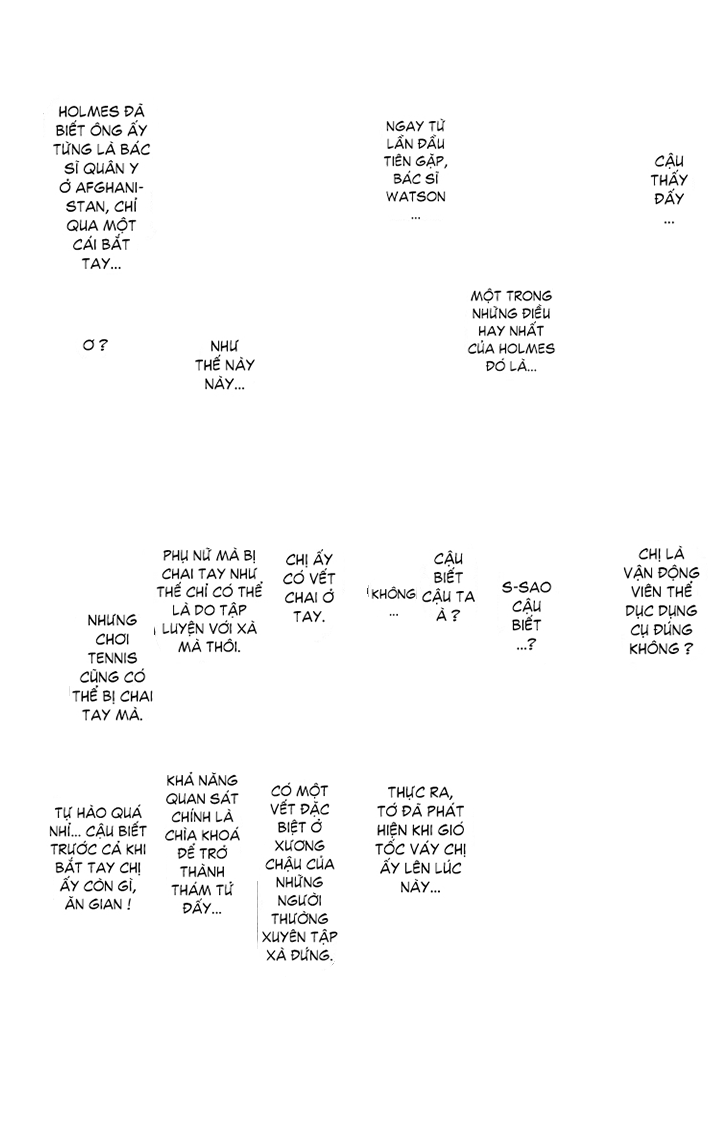 CẬU
THẤY
ĐẤY
...
MỘT TRONG
NHỮNG ĐIỀU
HAY NHẤT
CỦA HOLMES
ĐÓ LÀ...
NGAY TỪ
LẦN ĐẦU
TIÊN GẶP,
BÁC SĨ
WATSON
...
HOLMES ĐÃ
BIẾT ÔNG ẤY
TỪNG LÀ BÁC
SĨ QUÂN Y
Ở AFGHANI-
STAN, CHỈ
QUA MỘT
CÁI BẮT
TAY...
NHƯ
THẾ NÀY
NÀY...
Ơ ?
CHỊ LÀ
VẬN ĐỘNG
VIÊN THỂ
DỤC DỤNG
CỤ ĐÚNG
KHÔNG ?
S-SAO
CẬU
BIẾT
...?
CẬU
BIẾT
CẬU TA
À ?
KHÔNG
...
CHỊ ẤY
CÓ VẾT
CHAI Ở
TAY.
PHỤ NỮ MÀ BỊ
CHAI TAY NHƯ
THẾ CHỈ CÓ THỂ
LÀ DO TẬP
LUYỆN VỚI XÀ
MÀ THÔI.
NHƯNG
CHƠI
TENNIS
CŨNG CÓ
THỂ BỊ CHAI
TAY MÀ.
THỰC RA,
TỚ ĐÃ PHÁT
HIỆN KHI GIÓ
TỐC VÁY CHỊ
ẤY LÊN LÚC
NÀY...
CÓ MỘT
VẾT ĐẶC
BIỆT Ở
XƯƠNG
CHẬU CỦA
NHỮNG
NGƯỜI
THƯỜNG
XUYÊN TẬP
XÀ ĐỨNG.
KHẢ NĂNG
QUAN SÁT
CHÍNH LÀ
CHÌA KHOÁ
ĐỂ TRỞ
THÀNH
THÁM TỬ
ĐẤY...
TỰ HÀO QUÁ
NHỈ... CẬU BIẾT
TRƯỚC CẢ KHI
BẮT TAY CHỊ
ẤY CÒN GÌ,
ĂN GIAN !